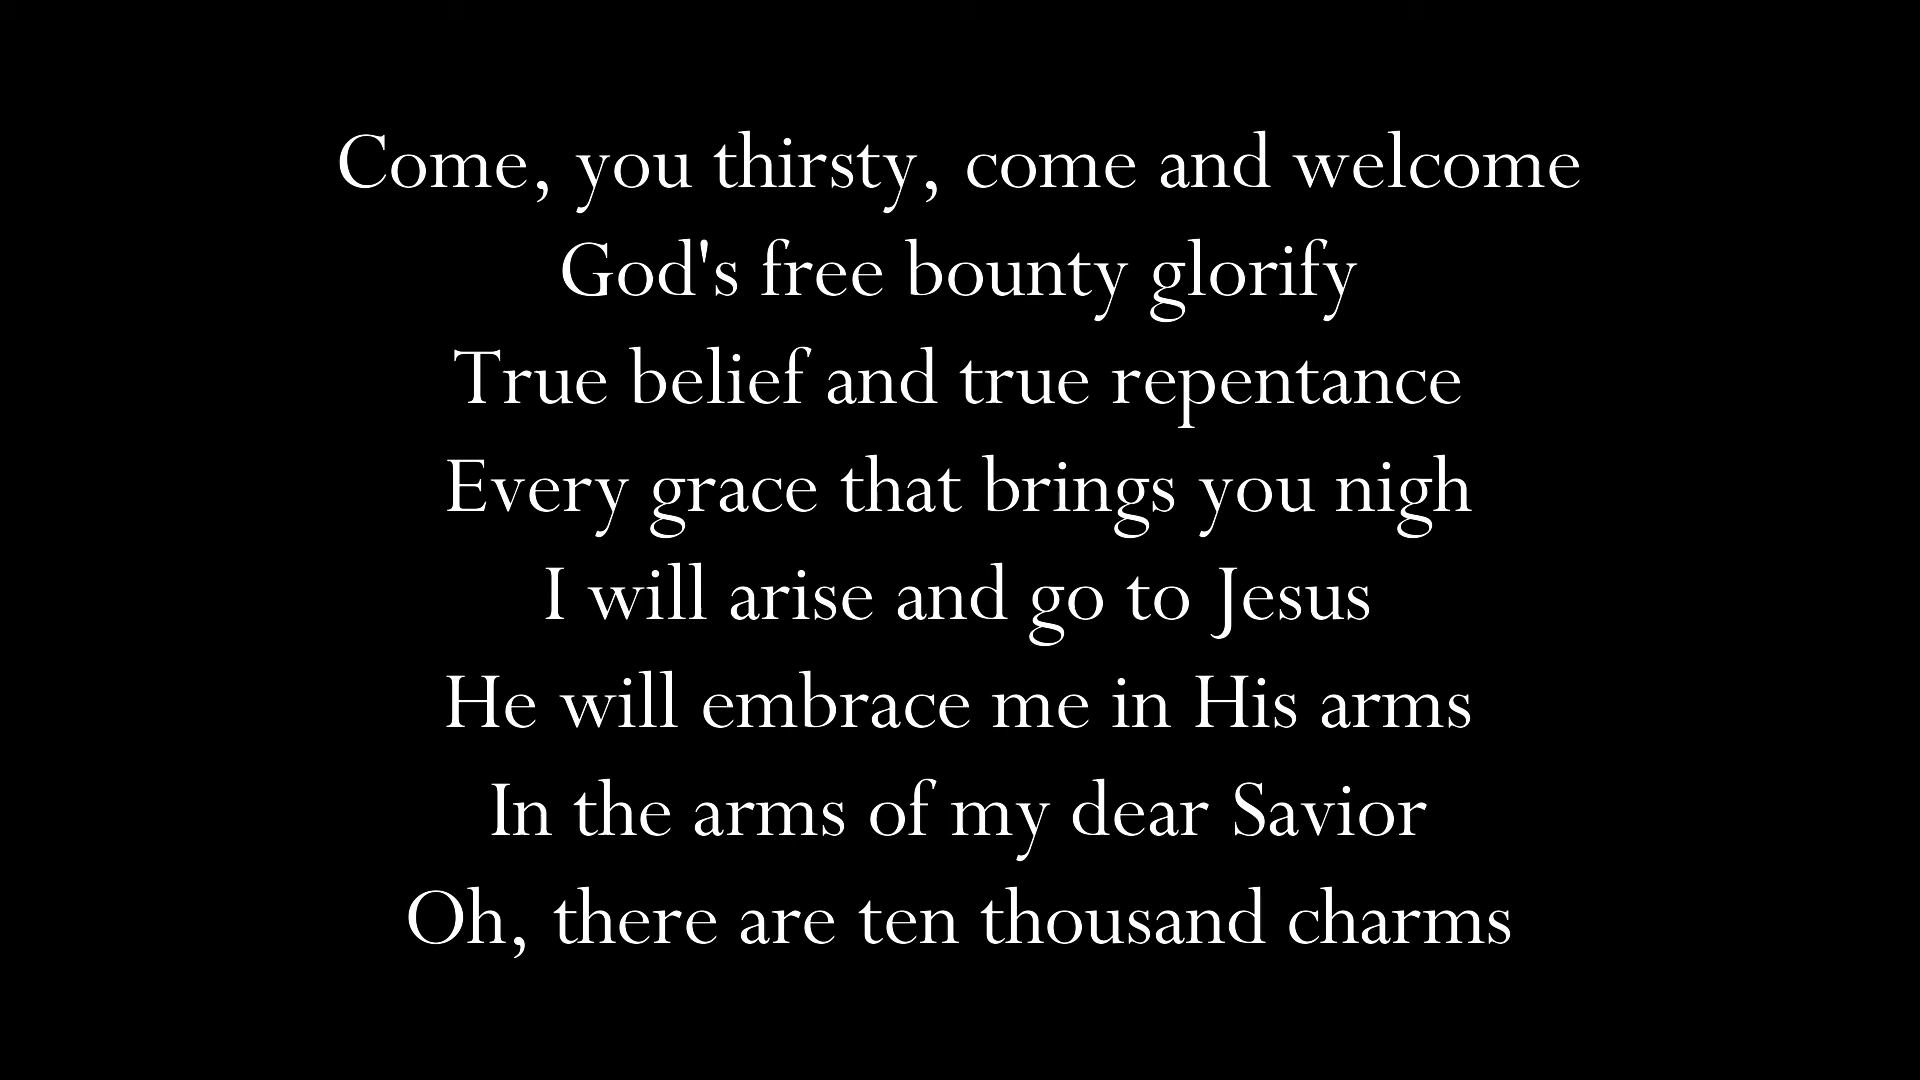 Come, you thirsty, come and welcome
God's free bounty glorify
True belief and true repentance
Every grace that brings you nigh
I will arise and go to Jesus
He will embrace me in His arms
In the arms of my dear Savior
Oh, there are ten thousand charms